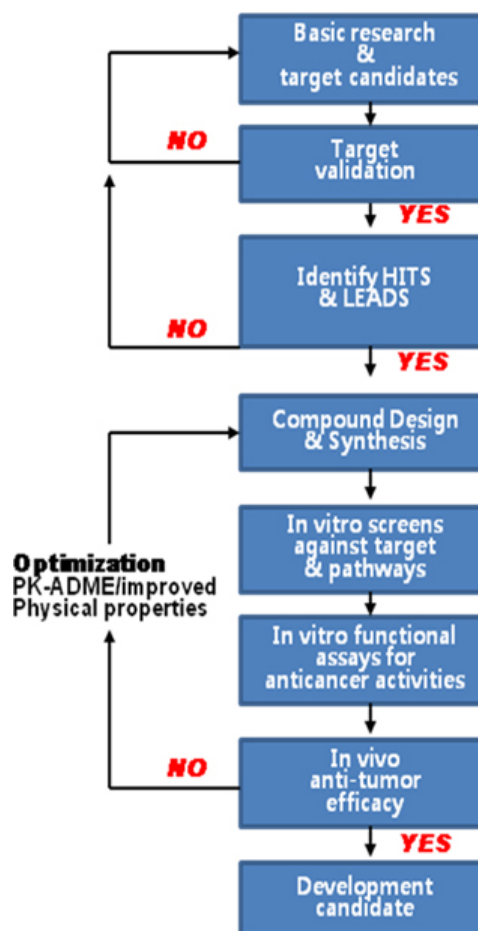 Basic research
&
target candidates
NO
Target
validation
YES
Identify HITS
& LEADS
NO
YES
Compound Design
& Synthesis
In vitro screens
against target
& pathways
Optimization
PK-ADME/improved
Physical properties
In vitro functional
assays for
anticancer activities
NO
In vivo
anti-tumor
efficacy
YES
Development
candidate